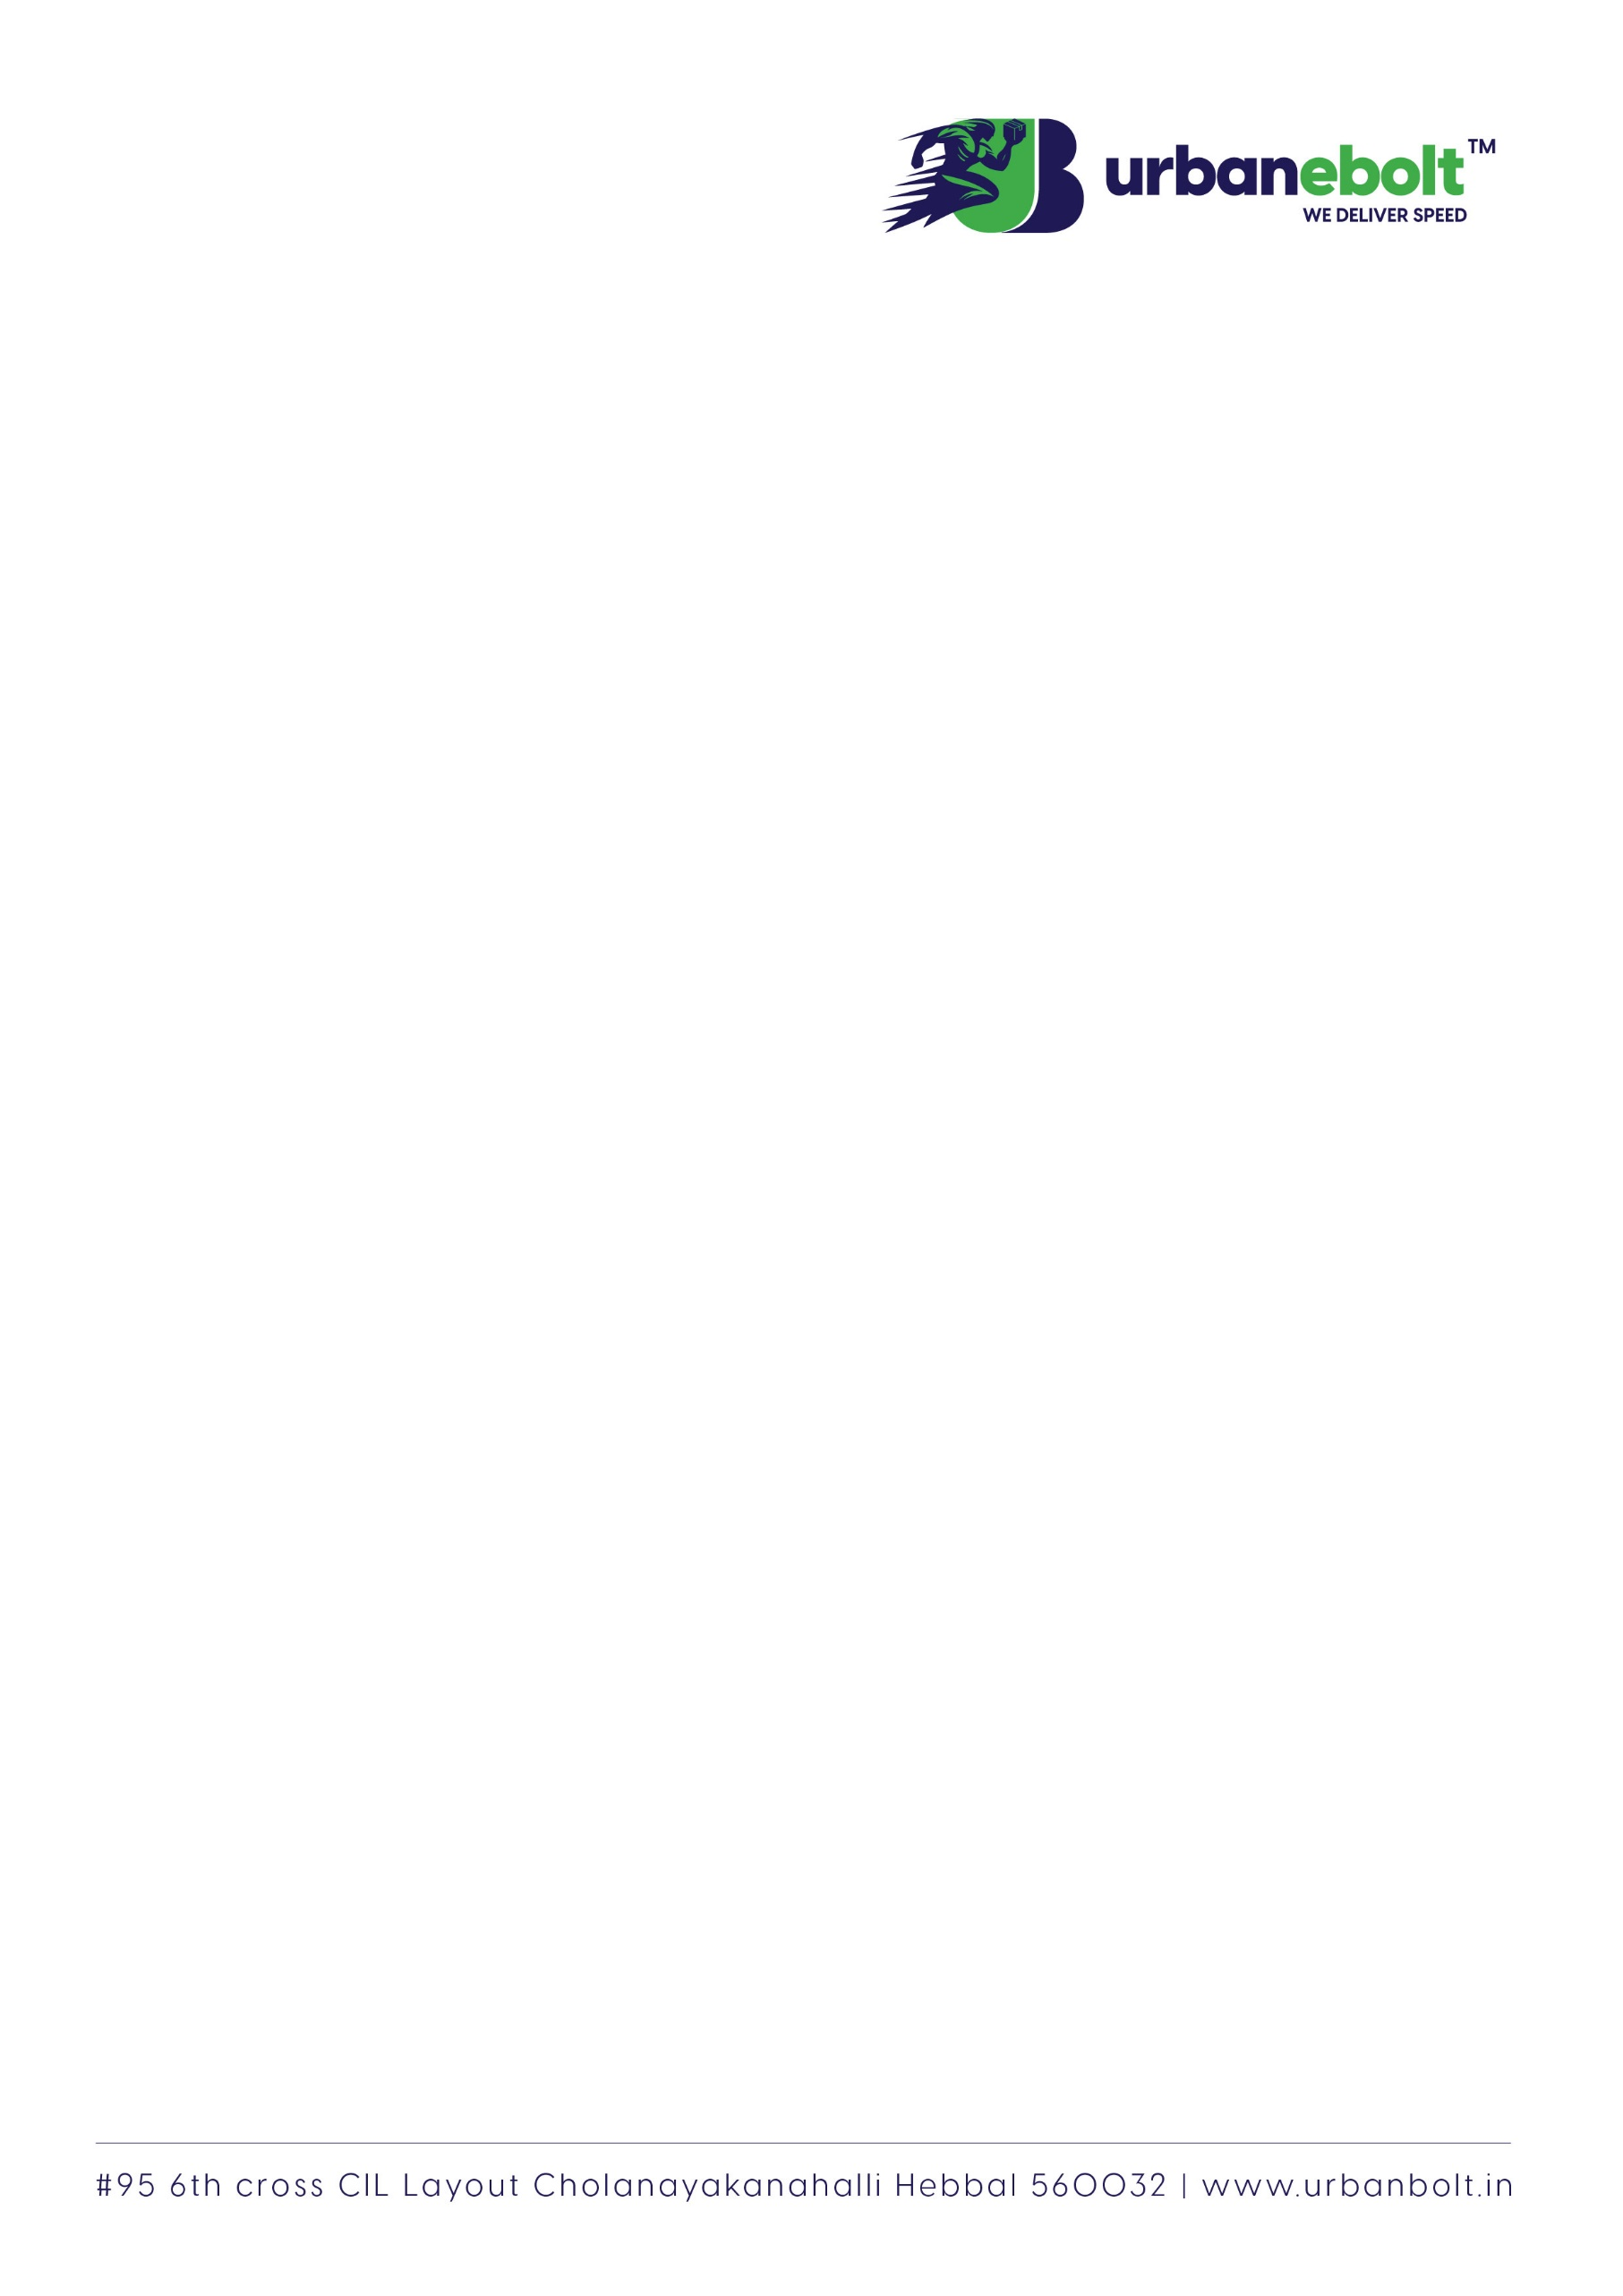 urbanebolt™
WE DELIVER SPEED
#95 6th cross CIL Layout Cholanayakanahalli Hebbal 560032 | www.urbanbolt.in